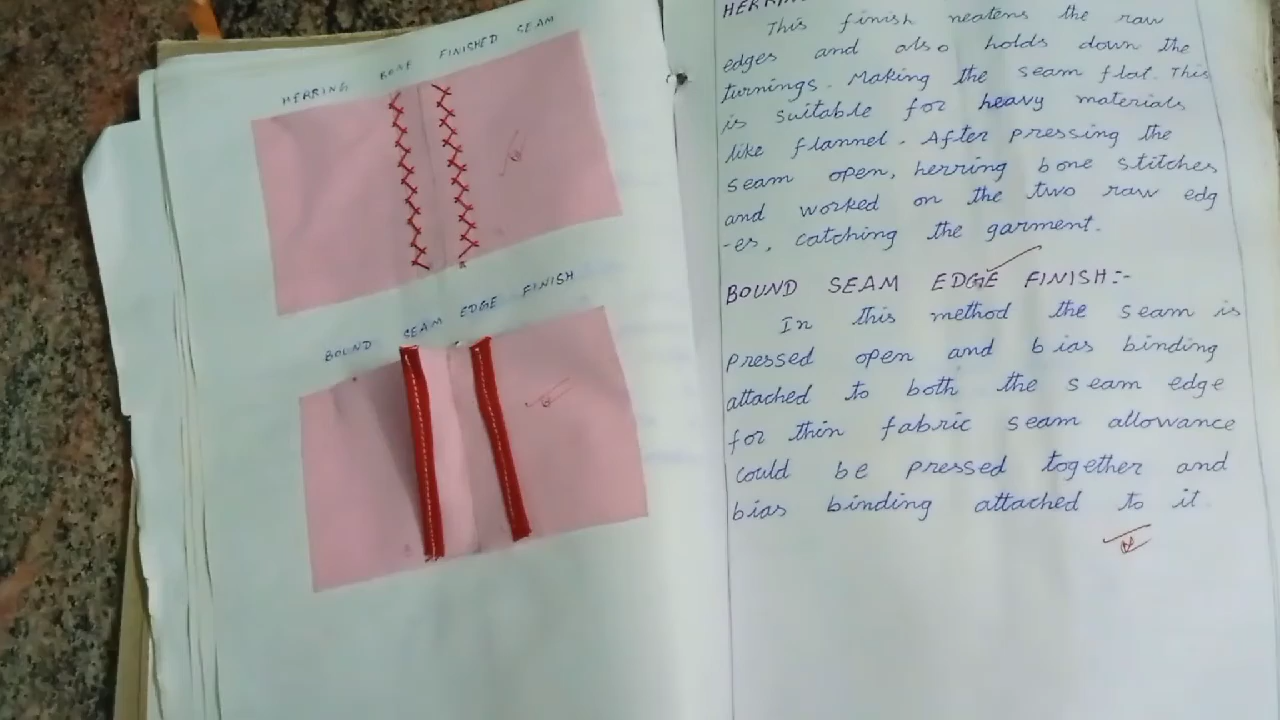 HERRING BONE FINISHED SEAM
BOUND SEAM EDGE FINISH
This finish neatens the raw
edges and also holds down the
turnings. Making the seam flat. This
is suitable for heavy materials
like flannel. After pressing the
seam open, herring bone stitches
and worked on the two raw edg
-es, catching the garment.
BOUND SEAM EDGE FINISH:-
In this method the seam is
pressed open and bias binding
attached to both the seam edge
for thin fabric seam allowance
could be pressed together and
bias binding attached to it.